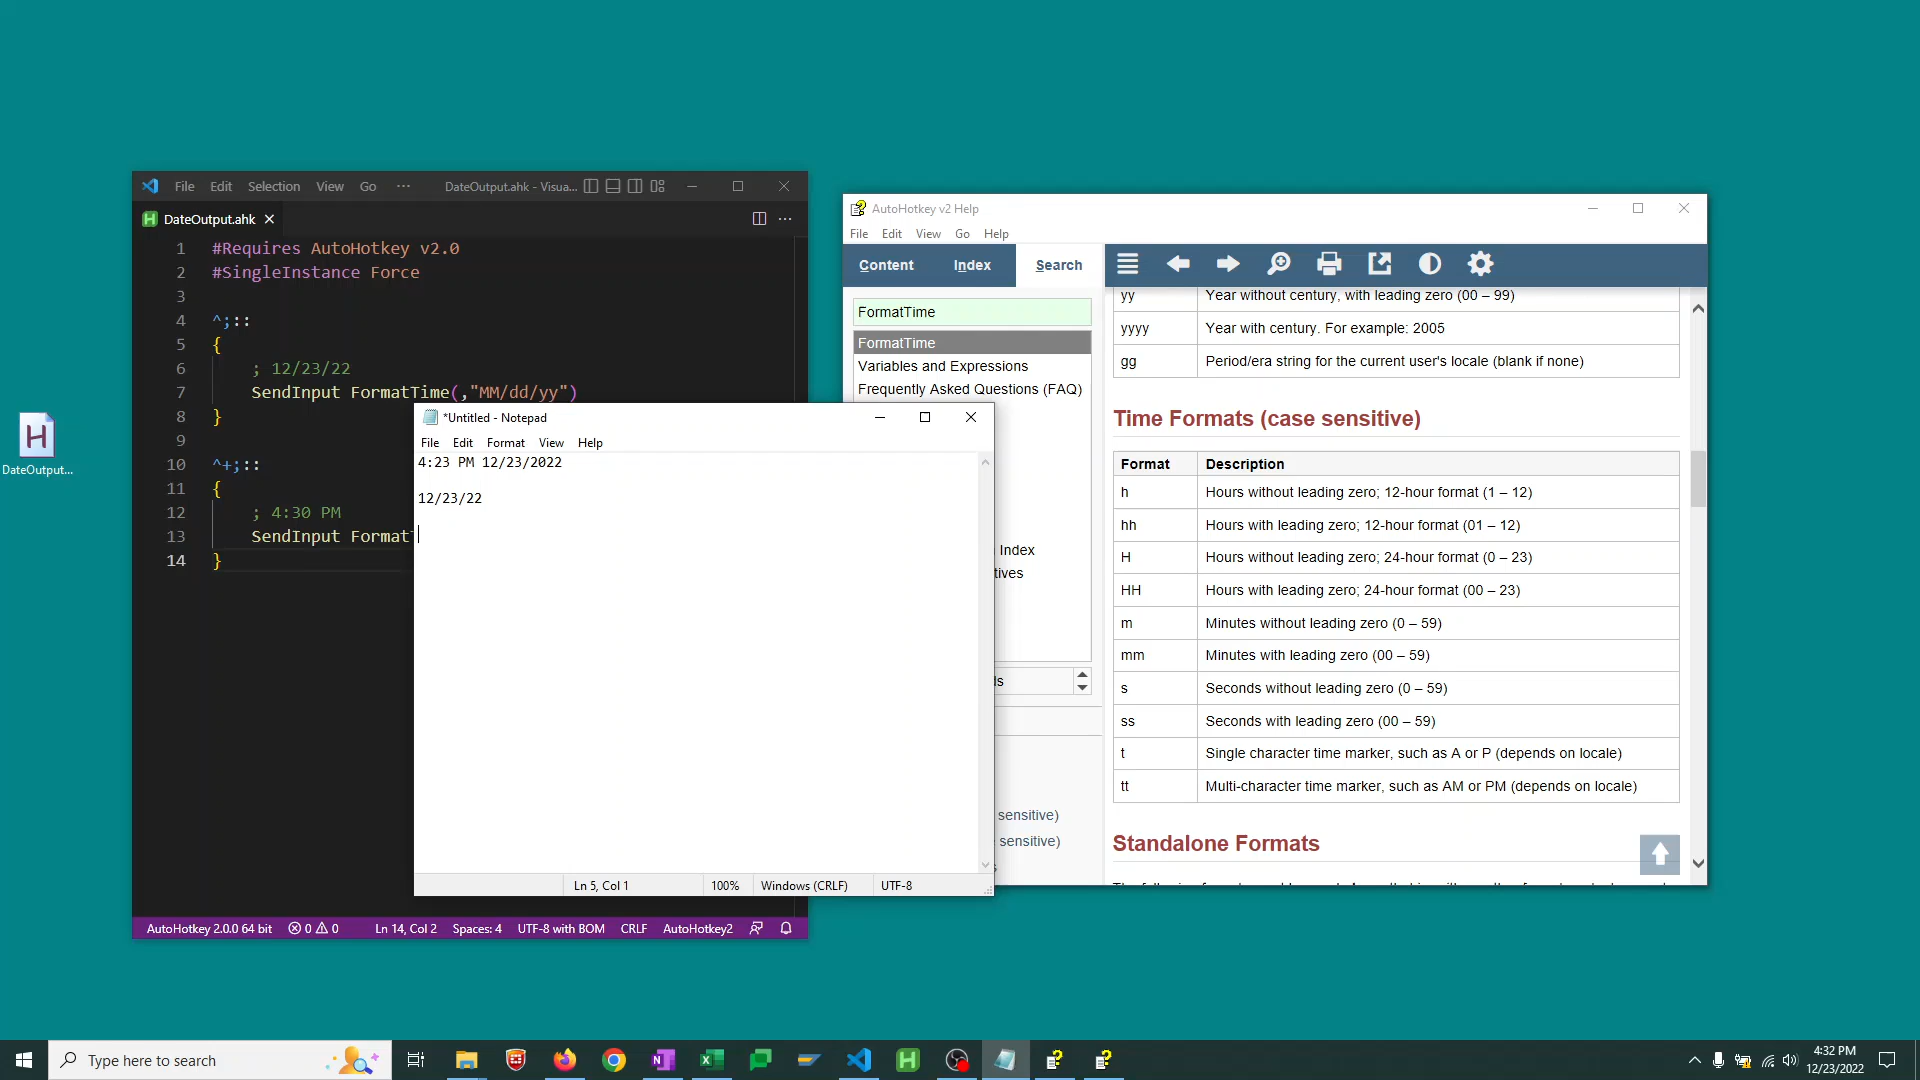 File Edit Selection View Go ··· DateOutput.ahk - Visua...
DateOutput.ahk
1 #Requires AutoHotkey v2.0
2 #SingleInstance Force
3
4 ^;::
5 {
6 ; 12/23/22
7 SendInput FormatTime(,"MM/dd/yy")
8 }
9
10 ^+;::
11 {
12 ; 4:30 PM
13 SendInput Format
14 }
AutoHotkey 2.0.0 64 bit 0 0 Ln 14, Col 2 Spaces: 4 UTF-8 with BOM CRLF AutoHotkey2
DateOutput...
*Untitled - Notepad
File Edit Format View Help
4:23 PM 12/23/2022
12/23/22
Ln 5, Col 1 100% Windows (CRLF) UTF-8
AutoHotkey v2 Help
File Edit View Go Help
Content Index Search
FormatTime
FormatTime
Variables and Expressions
Frequently Asked Questions (FAQ)
Index
tives
ls
sensitive)
sensitive)
s
yy Year without century, with leading zero (00 – 99)
yyyy Year with century. For example: 2005
gg Period/era string for the current user's locale (blank if none)
Time Formats (case sensitive)
Format Description
h Hours without leading zero; 12-hour format (1 – 12)
hh Hours with leading zero; 12-hour format (01 – 12)
H Hours without leading zero; 24-hour format (0 – 23)
HH Hours with leading zero; 24-hour format (00 – 23)
m Minutes without leading zero (0 – 59)
mm Minutes with leading zero (00 – 59)
s Seconds without leading zero (0 – 59)
ss Seconds with leading zero (00 – 59)
t Single character time marker, such as A or P (depends on locale)
tt Multi-character time marker, such as AM or PM (depends on locale)
Standalone Formats
Type here to search
4:32 PM
12/23/2022